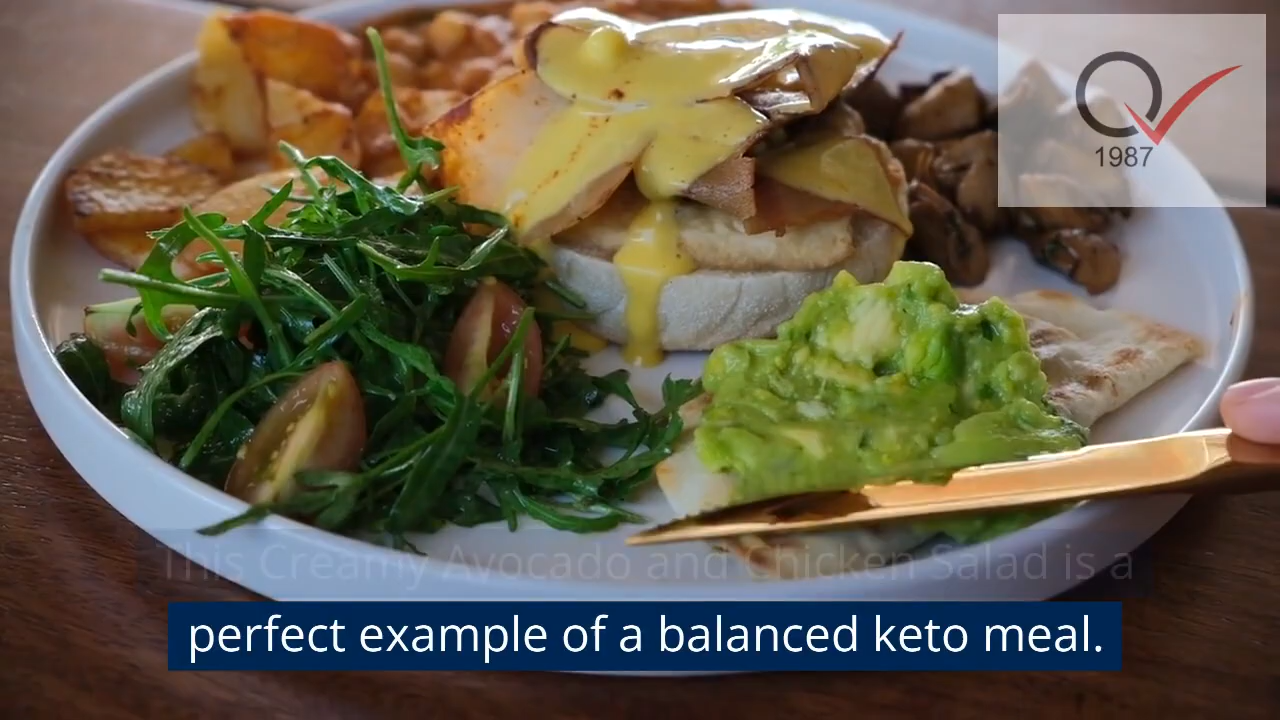 1987
This Creamy Avocado and Chicken Salad is a
perfect example of a balanced keto meal.